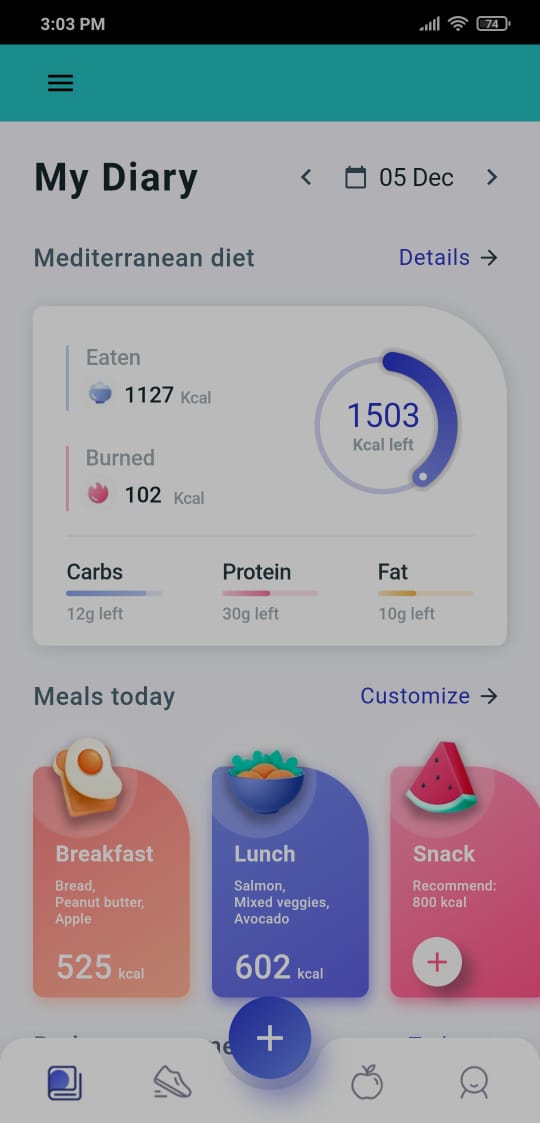 3:03 PM
74
My Diary
05 Dec
Mediterranean diet
Details
Eaten
1127 Kcal
Burned
102 Kcal
1503
Kcal left
Carbs
12g left
Protein
30g left
Fat
10g left
Meals today
Customize
Breakfast
Bread,
Peanut butter,
Apple
525 kcal
Lunch
Salmon,
Mixed veggies,
Avocado
602 kcal
Snack
Recommend:
800 kcal